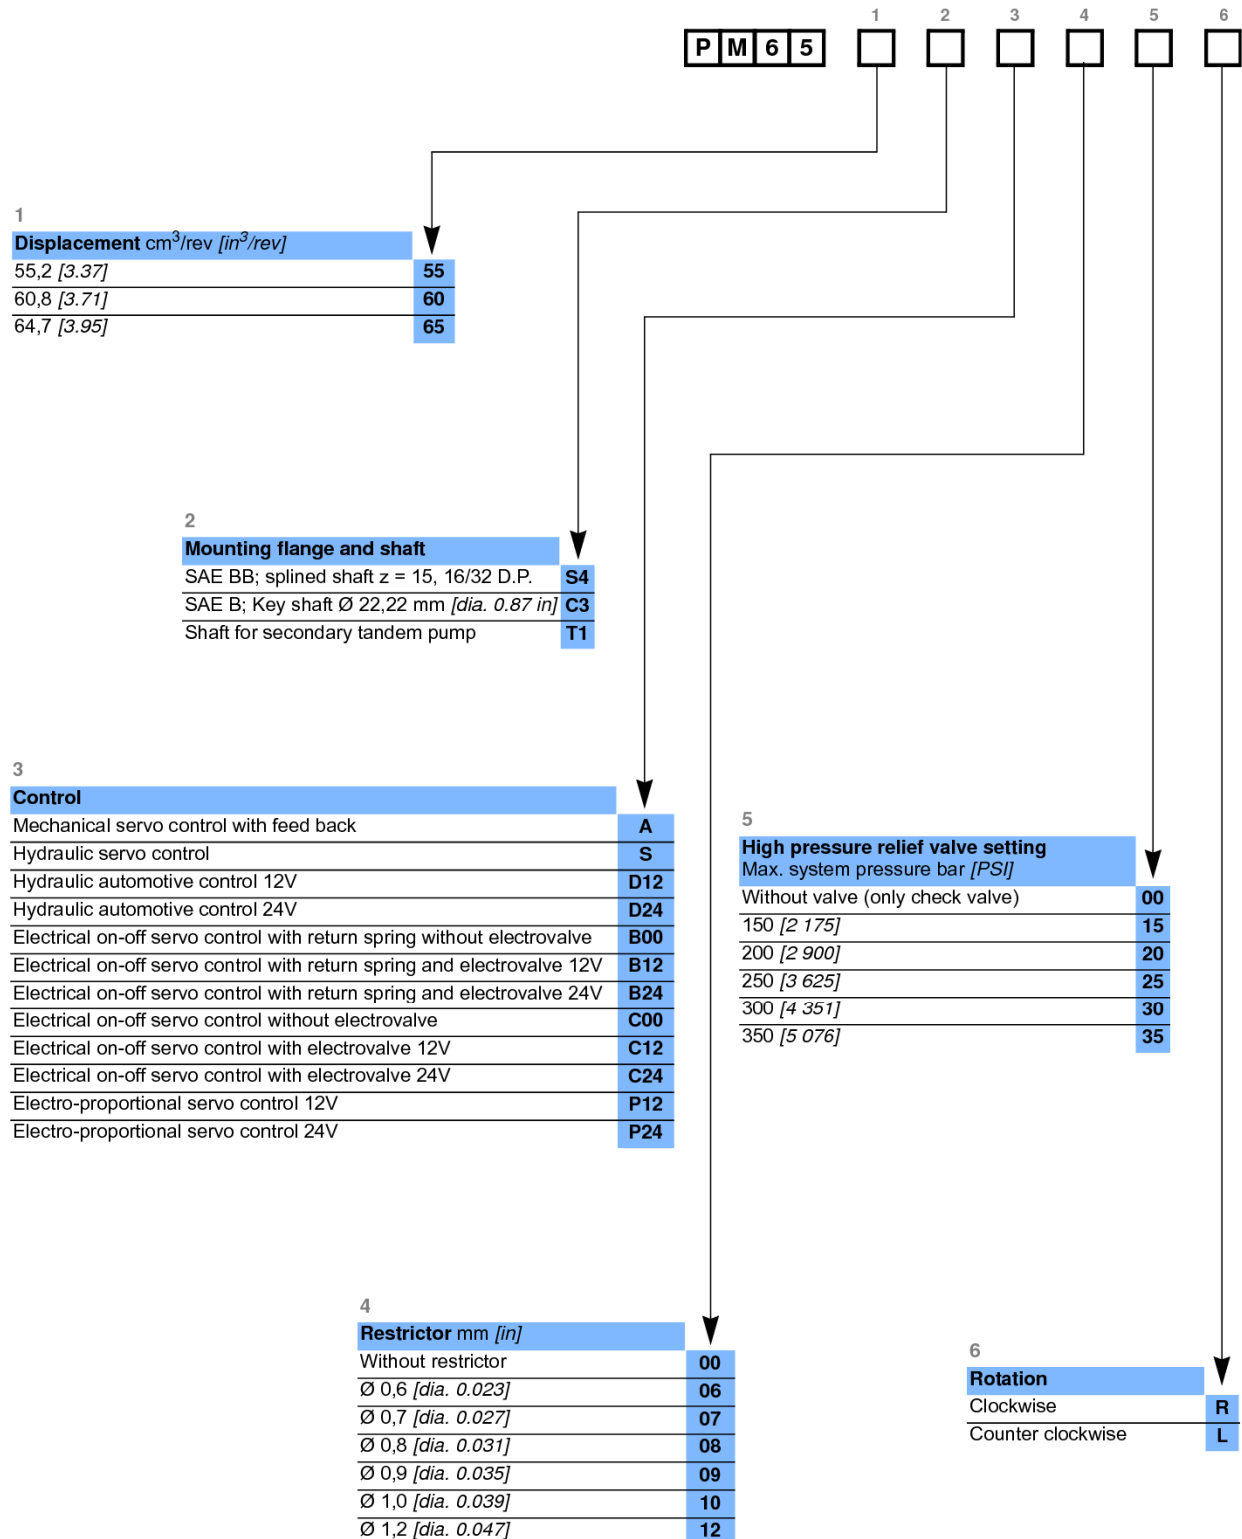 1 2 3 4 5 6
P M 6 5
1
Displacement cm³/rev [in³/rev]
55,2 [3.37] 55
60,8 [3.71] 60
64,7 [3.95] 65
2
Mounting flange and shaft
SAE BB; splined shaft z = 15, 16/32 D.P. S4
SAE B; Key shaft Ø 22,22 mm [dia. 0.87 in] C3
Shaft for secondary tandem pump T1
3
Control
Mechanical servo control with feed back A
Hydraulic servo control S
Hydraulic automotive control 12V D12
Hydraulic automotive control 24V D24
Electrical on-off servo control with return spring without electrovalve B00
Electrical on-off servo control with return spring and electrovalve 12V B12
Electrical on-off servo control with return spring and electrovalve 24V B24
Electrical on-off servo control without electrovalve C00
Electrical on-off servo control with electrovalve 12V C12
Electrical on-off servo control with electrovalve 24V C24
Electro-proportional servo control 12V P12
Electro-proportional servo control 24V P24
5
High pressure relief valve setting
Max. system pressure bar [PSI]
Without valve (only check valve) 00
150 [2 175] 15
200 [2 900] 20
250 [3 625] 25
300 [4 351] 30
350 [5 076] 35
4
Restrictor mm [in]
Without restrictor 00
Ø 0,6 [dia. 0.023] 06
Ø 0,7 [dia. 0.027] 07
Ø 0,8 [dia. 0.031] 08
Ø 0,9 [dia. 0.035] 09
Ø 1,0 [dia. 0.039] 10
Ø 1,2 [dia. 0.047] 12
6
Rotation
Clockwise R
Counter clockwise L